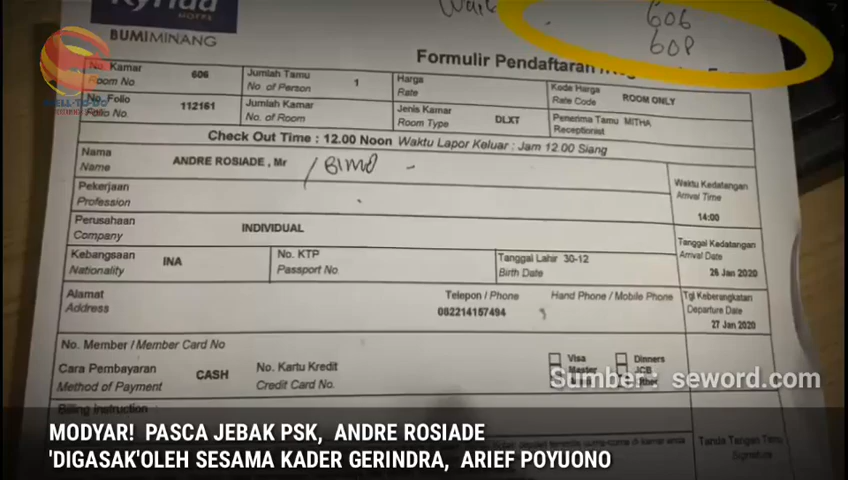 Kyriad
HOTEL
BUMIMINANG
606
608
Formulir Pendaftaran
No. Kamar 606 Jumlah Tamu 1 Harga Kode Harga ROOM ONLY
Room No No. of Person Rate Rate Code
No. Folio 112161 Jumlah Kamar Jenis Kamar DLXT Penerima Tamu MITHA
Folio No. No. of Room Room Type Receptionist
Check Out Time : 12.00 Noon Waktu Lapor Keluar : Jam 12.00 Siang
Nama ANDRE ROSIADE , Mr / BIMO
Name
Pekerjaan
Profession
Waktu Kedatangan
Arrival Time
14:00
Perusahaan INDIVIDUAL
Company
Kebangsaan INA No. KTP Tanggal Lahir 30-12
Nationality Passport No. Birth Date
Tanggal Kedatangan
Arrival Date
26 Jan 2020
Alamat Telepon / Phone Hand Phone / Mobile Phone
Address 082214157494
Tgl Keberangkatan
Departure Date
27 Jan 2020
No. Member / Member Card No
Cara Pembayaran CASH No. Kartu Kredit Visa Dinners
Method of Payment Credit Card No. Master JCB
Billing Instruction
Tanda Tangan Tamu
Signature
Sumber: seword.com
MODYAR! PASCA JEBAK PSK, ANDRE ROSIADE
'DIGASAK'OLEH SESAMA KADER GERINDRA, ARIEF POYUONO